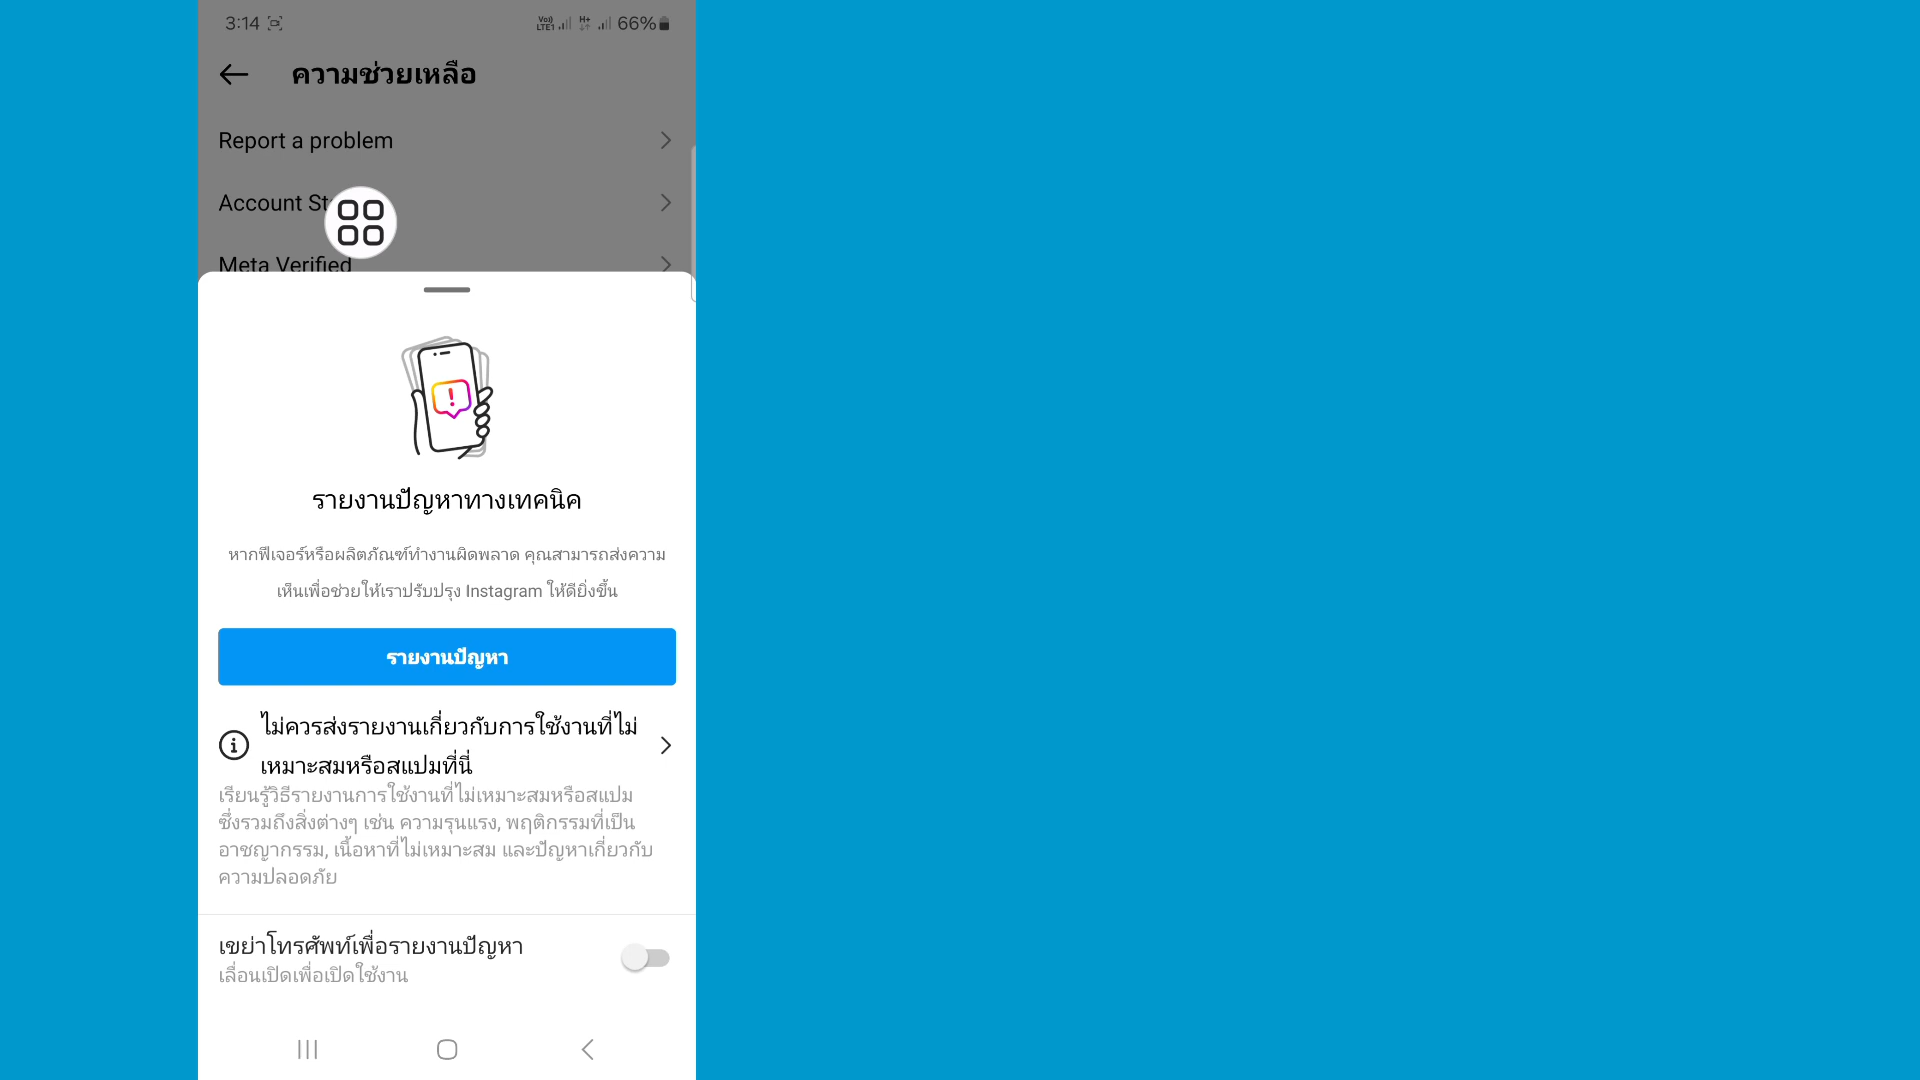 3:14 Vo)) LTE1 H+ 66%
ความช่วยเหลือ
Report a problem
Account St
Meta Verified
รายงานปัญหาทางเทคนิค
หากฟีเจอร์หรือผลิตภัณฑ์ทำงานผิดพลาด คุณสามารถส่งความ
เห็นเพื่อช่วยให้เราปรับปรุง Instagram ให้ดียิ่งขึ้น
รายงานปัญหา
ไม่ควรส่งรายงานเกี่ยวกับการใช้งานที่ไม่
เหมาะสมหรือสแปมที่นี่
เรียนรู้วิธีรายงานการใช้งานที่ไม่เหมาะสมหรือสแปม
ซึ่งรวมถึงสิ่งต่างๆ เช่น ความรุนแรง, พฤติกรรมที่เป็น
อาชญากรรม, เนื้อหาที่ไม่เหมาะสม และปัญหาเกี่ยวกับ
ความปลอดภัย
เขย่าโทรศัพท์เพื่อรายงานปัญหา
เลื่อนเปิดเพื่อเปิดใช้งาน